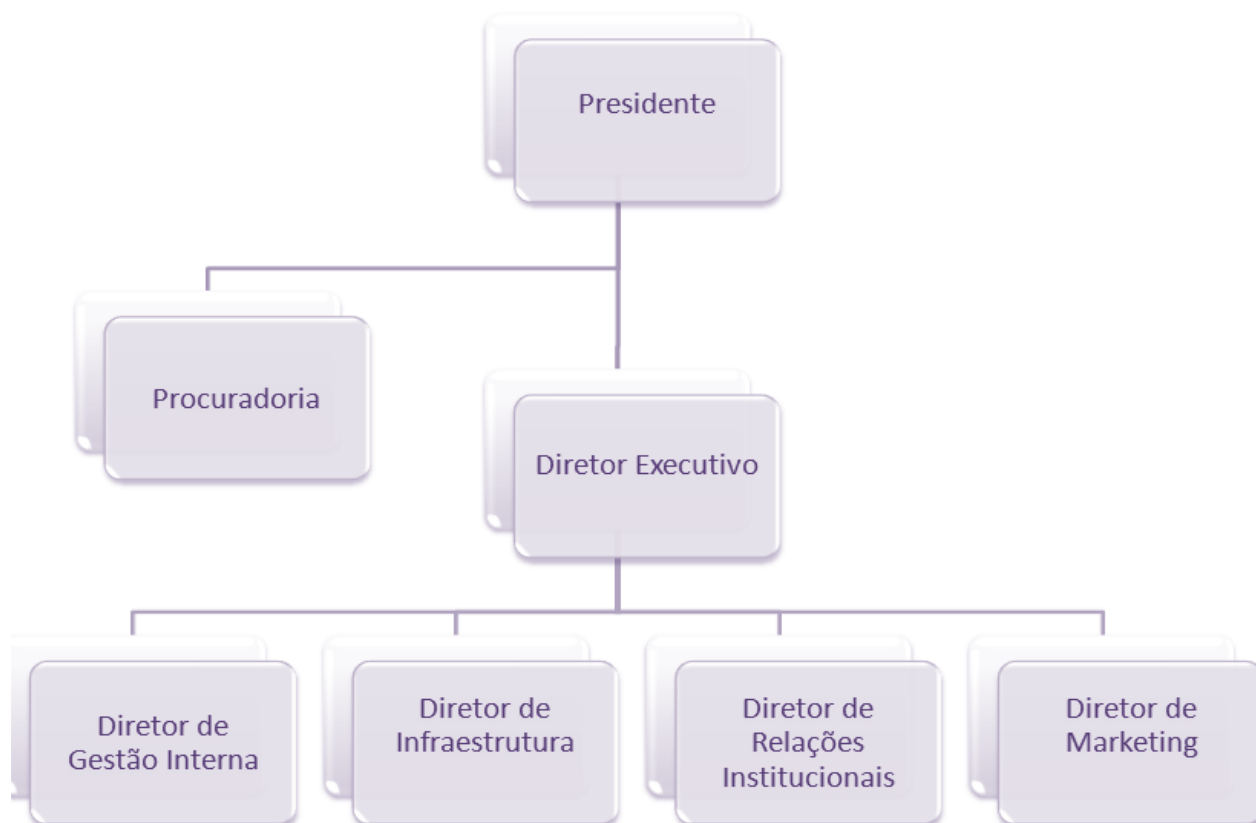 Presidente
Procuradoria
Diretor Executivo
Diretor de
Gestão Interna
Diretor de
Infraestrutura
Diretor de
Relações
Institucionais
Diretor de
Marketing